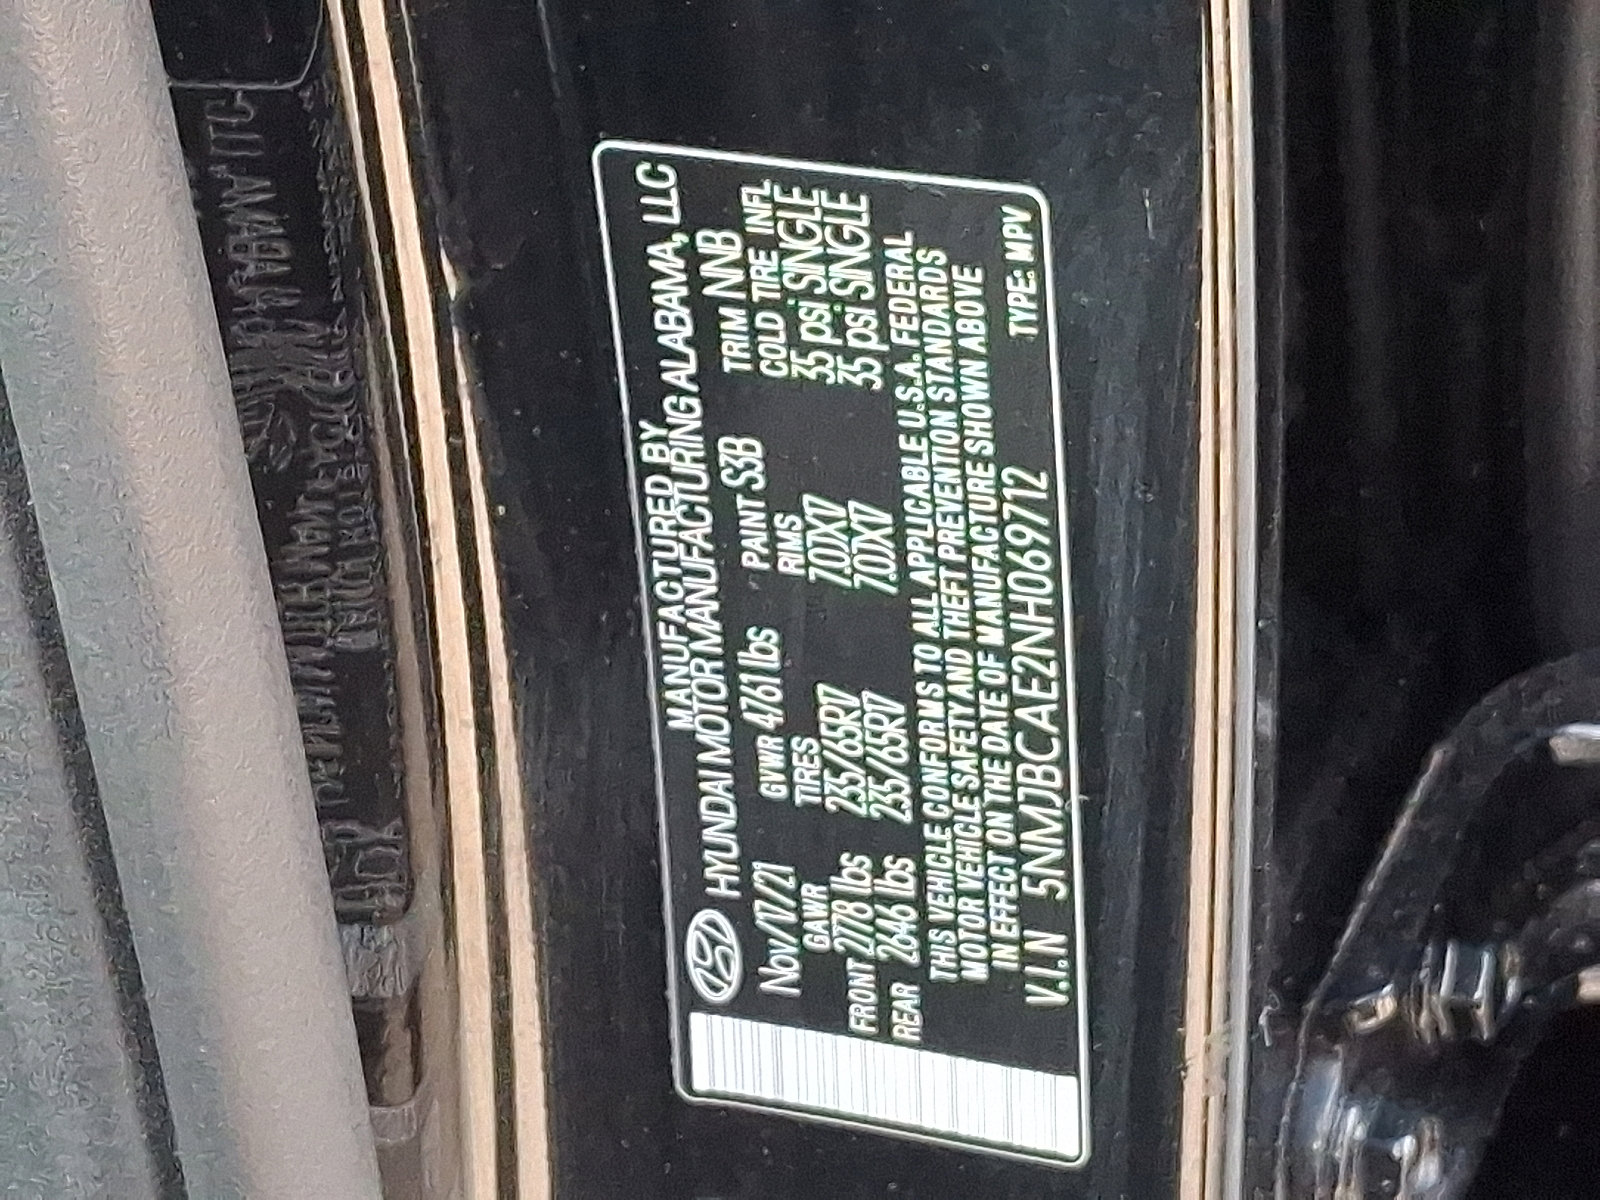 MANUFACTURED BY
HYUNDAI MOTOR MANUFACTURING ALABAMA, LLC
Nov/17/21 GVWR 4761 lbs PAINT S3B TRIM NNB
GAWR TIRES RIMS COLD TIRE INFL
FRONT 2778 lbs 235/65R17 7.0JX17 35 psi SINGLE
REAR 2646 lbs 235/65R17 7.0JX17 35 psi SINGLE
THIS VEHICLE CONFORMS TO ALL APPLICABLE U.S.A. FEDERAL
MOTOR VEHICLE SAFETY AND THEFT PREVENTION STANDARDS
IN EFFECT ON THE DATE OF MANUFACTURE SHOWN ABOVE
V.I.N 5NMJBCAE2NH069712 TYPE: MPV